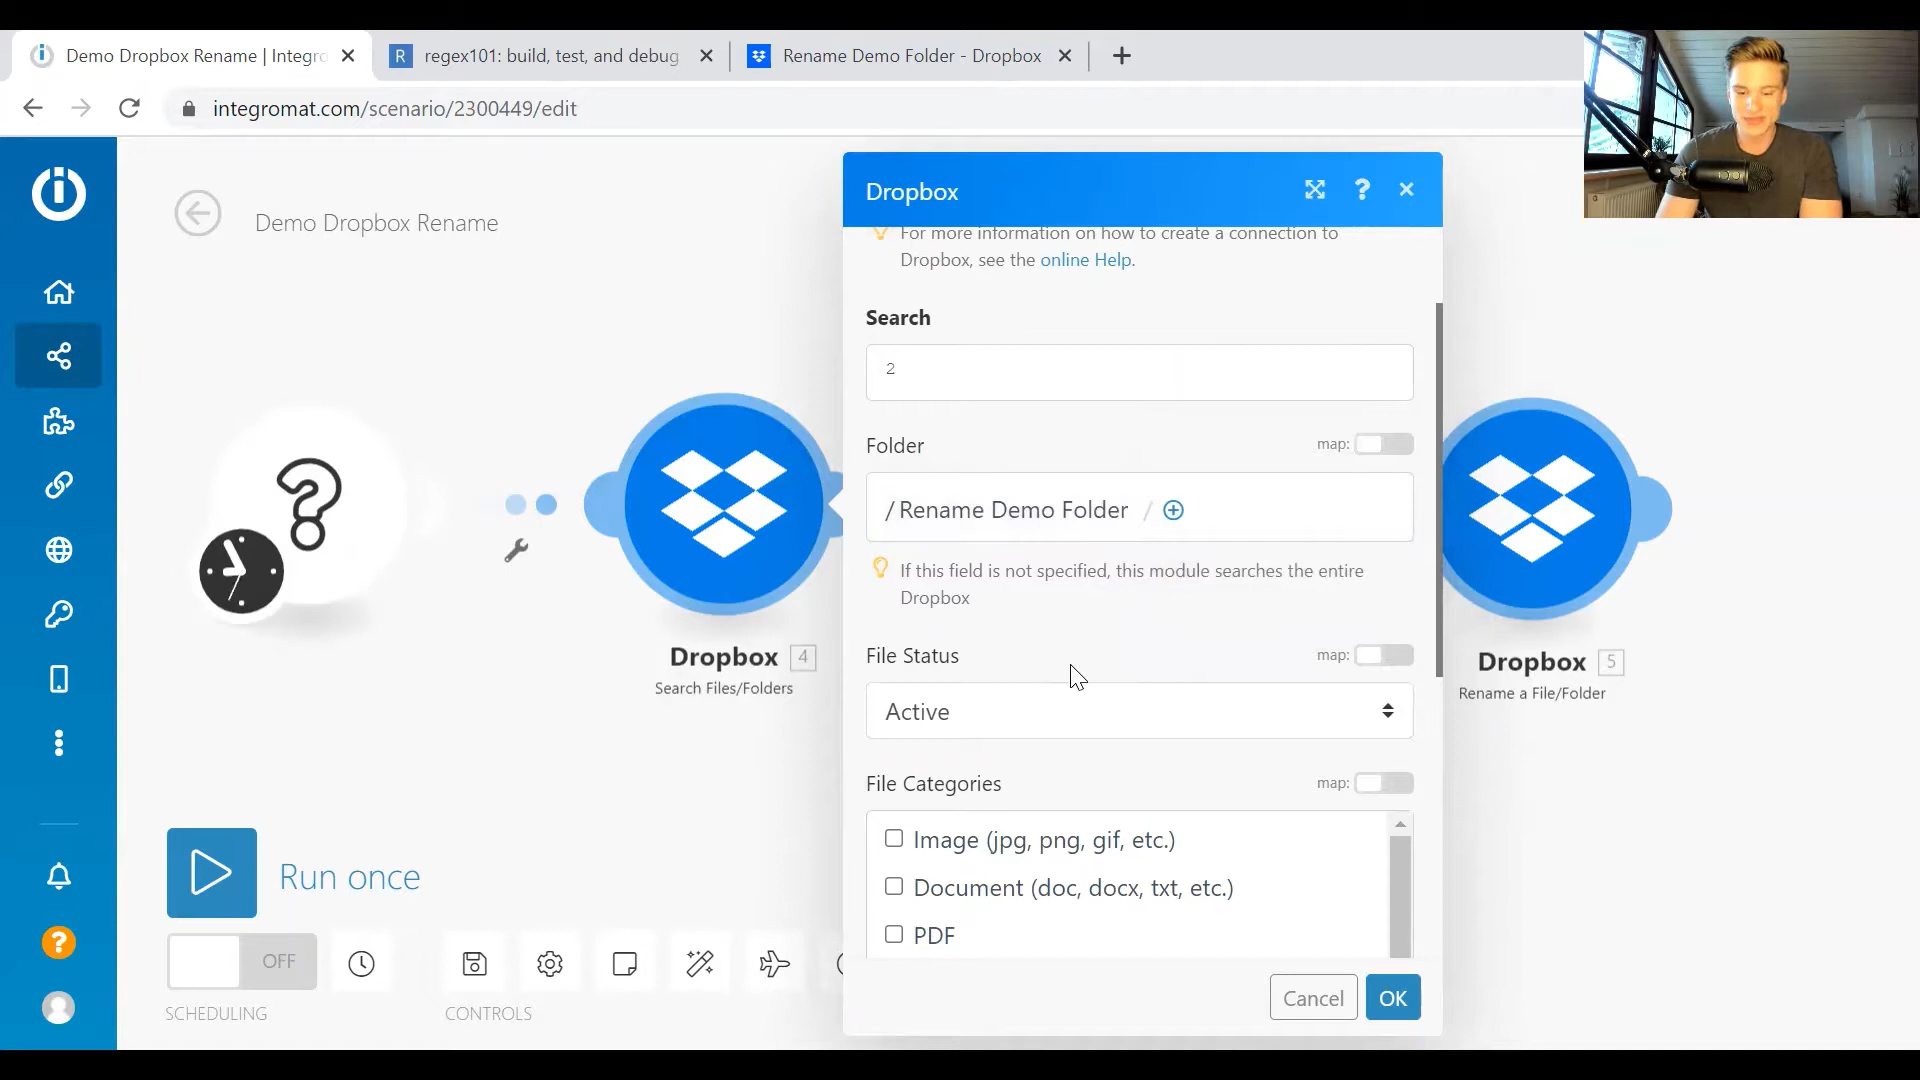 Demo Dropbox Rename | Integro
R
regex101: build, test, and debug
Rename Demo Folder - Dropbox
integromat.com/scenario/2300449/edit
Demo Dropbox Rename
Dropbox
For more information on how to create a connection to
Dropbox, see the online Help.
Search
2
Folder
map:
/ Rename Demo Folder /
If this field is not specified, this module searches the entire
Dropbox
File Status
map:
Active
File Categories
map:
Image (jpg, png, gif, etc.)
Document (doc, docx, txt, etc.)
PDF
Cancel
OK
Dropbox 4
Search Files/Folders
Dropbox 5
Rename a File/Folder
Run once
OFF
SCHEDULING
CONTROLS